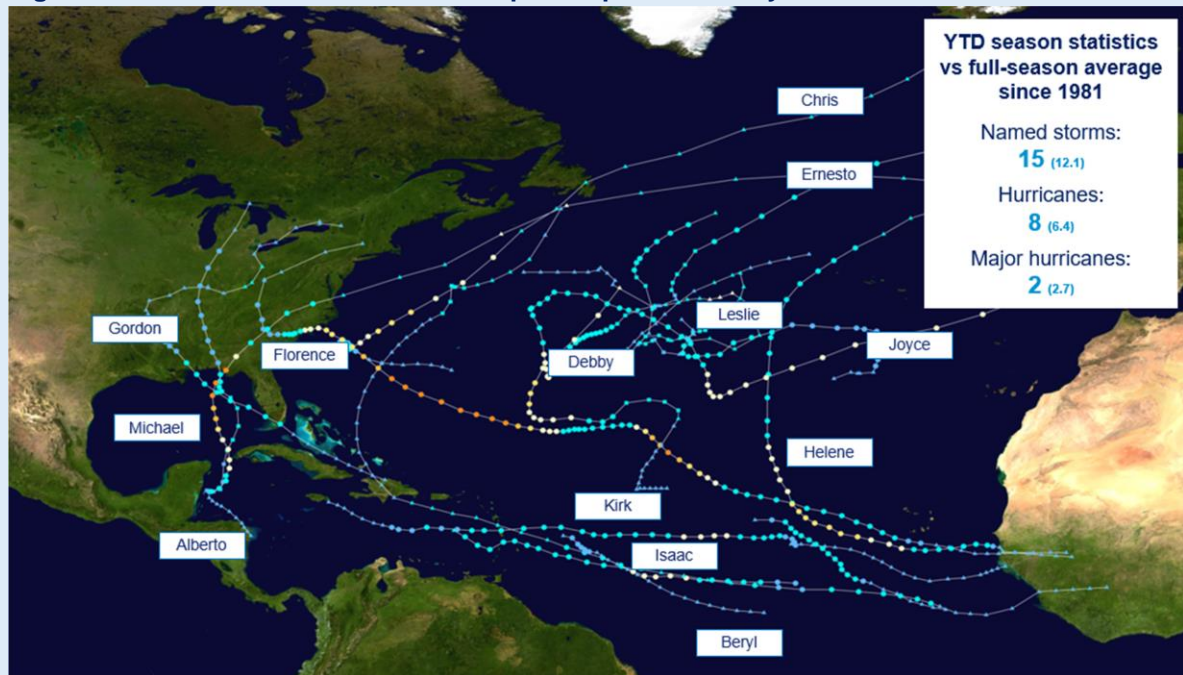 YTD season statistics
vs full-season average
since 1981
Named storms:
15 (12.1)
Hurricanes:
8 (6.4)
Major hurricanes:
2 (2.7)
Chris
Ernesto
Leslie
Gordon
Florence
Debby
Joyce
Michael
Helene
Kirk
Alberto
Isaac
Beryl